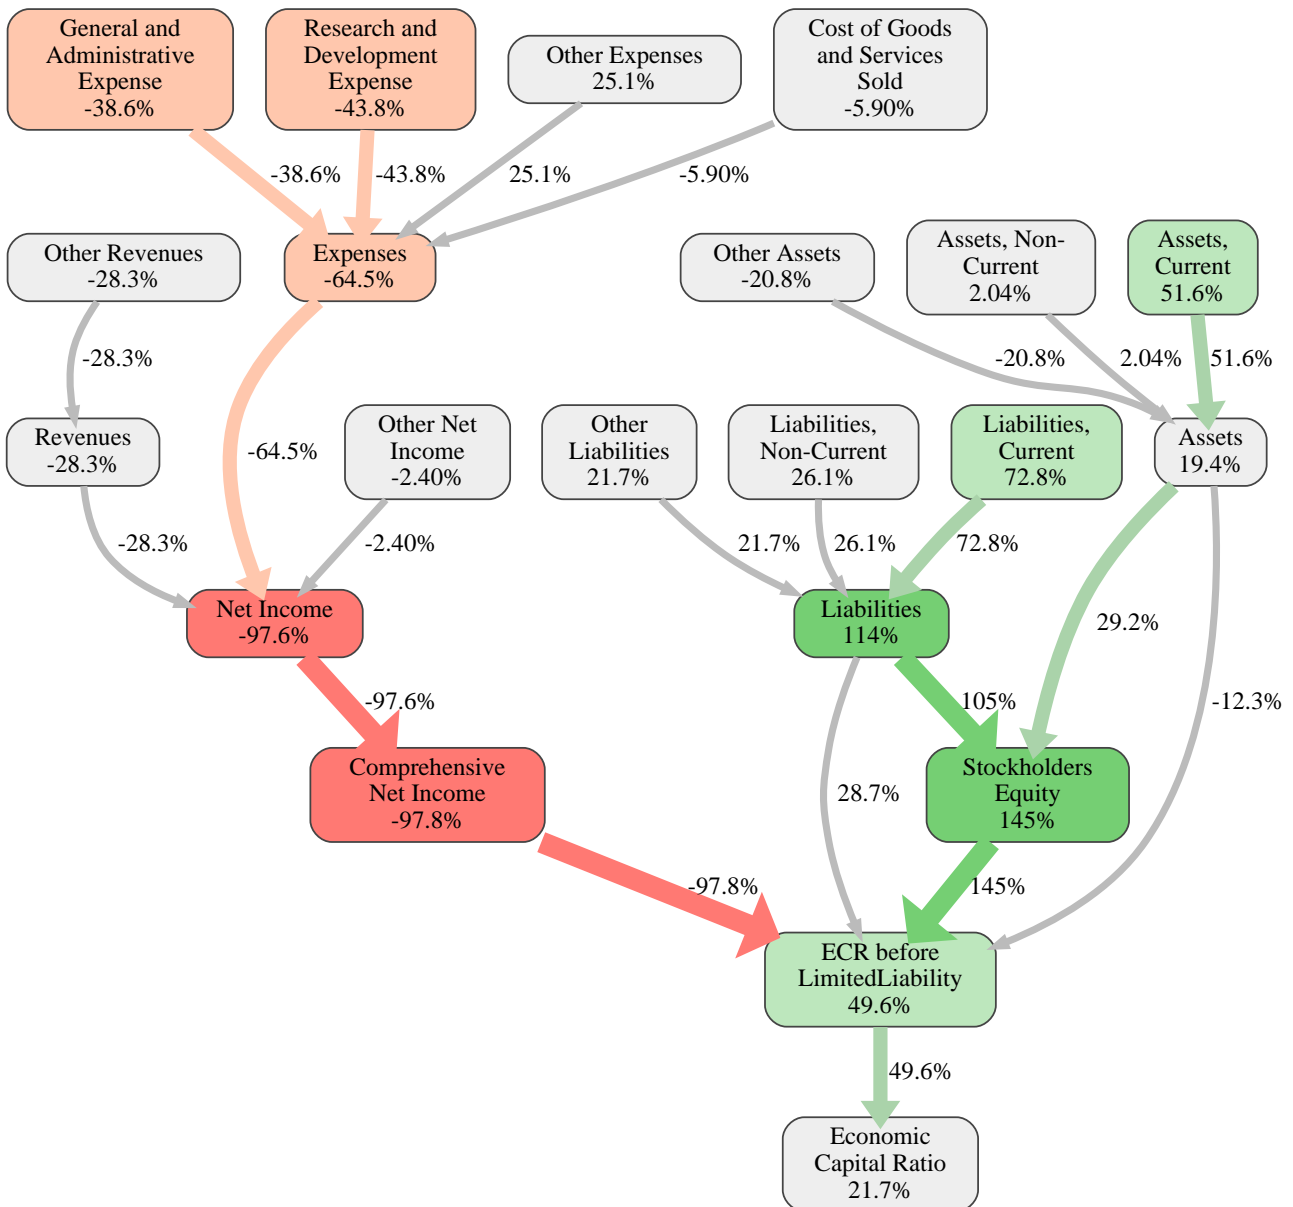 General and
Administrative
Expense
-38.6%
Research and
Development
Expense
-43.8%
Other Expenses
25.1%
Cost of Goods
and Services
Sold
-5.90%
-38.6%
-43.8%
25.1%
-5.90%
Other Revenues
-28.3%
Expenses
-64.5%
Other Assets
-20.8%
Assets, Non-
Current
2.04%
Assets,
Current
51.6%
-28.3%
-20.8%
2.04%
51.6%
Revenues
-28.3%
-64.5%
Other Net
Income
-2.40%
Other
Liabilities
21.7%
Liabilities,
Non-Current
26.1%
Liabilities,
Current
72.8%
Assets
19.4%
-28.3%
-2.40%
21.7%
26.1%
72.8%
Net Income
-97.6%
Liabilities
114%
29.2%
-97.6%
105%
-12.3%
Comprehensive
Net Income
-97.8%
28.7%
Stockholders
Equity
145%
-97.8%
145%
ECR before
LimitedLiability
49.6%
49.6%
Economic
Capital Ratio
21.7%